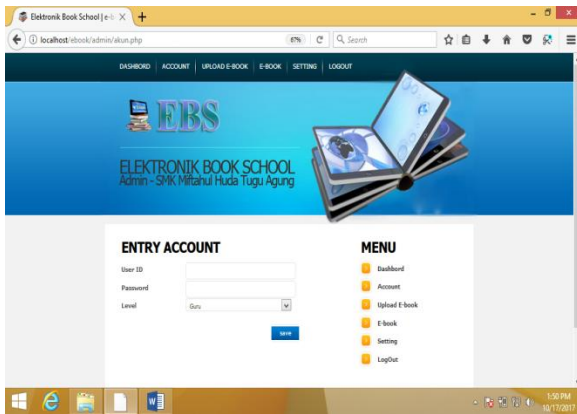 Elektronik Book School | e-b
localhost/ebook/admin/akun.php
67%
Search
DASHBORD ACCOUNT UPLOAD E-BOOK E-BOOK SETTING LOGOUT
EBS
ELEKTRONIK BOOK SCHOOL
Admin - SMK Miftahul Huda Tugu Agung
ENTRY ACCOUNT
User ID
Password
Level
Guru
save
MENU
Dashbord
Account
Upload E-book
E-book
Setting
LogOut
1:50 PM
10/17/2017